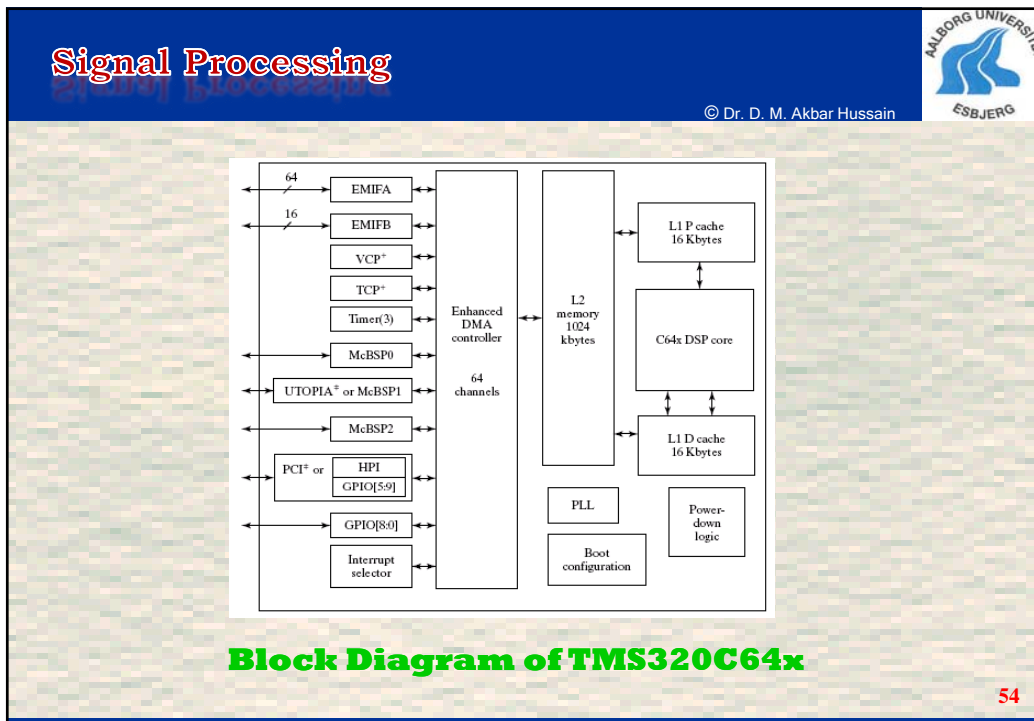 Signal Processing
© Dr. D. M. Akbar Hussain
AALBORG UNIVERSITET
ESBJERG
64
EMIFA
16
EMIFB
VCP⁺
TCP⁺
Timer(3)
McBSP0
UTOPIA‡ or McBSP1
McBSP2
PCI‡ or
HPI
GPIO[5:9]
GPIO[8:0]
Interrupt
selector
Enhanced
DMA
controller
64
channels
L2
memory
1024
kbytes
L1 P cache
16 Kbytes
C64x DSP core
L1 D cache
16 Kbytes
PLL
Boot
configuration
Power-
down
logic
Block Diagram of TMS320C64x
54